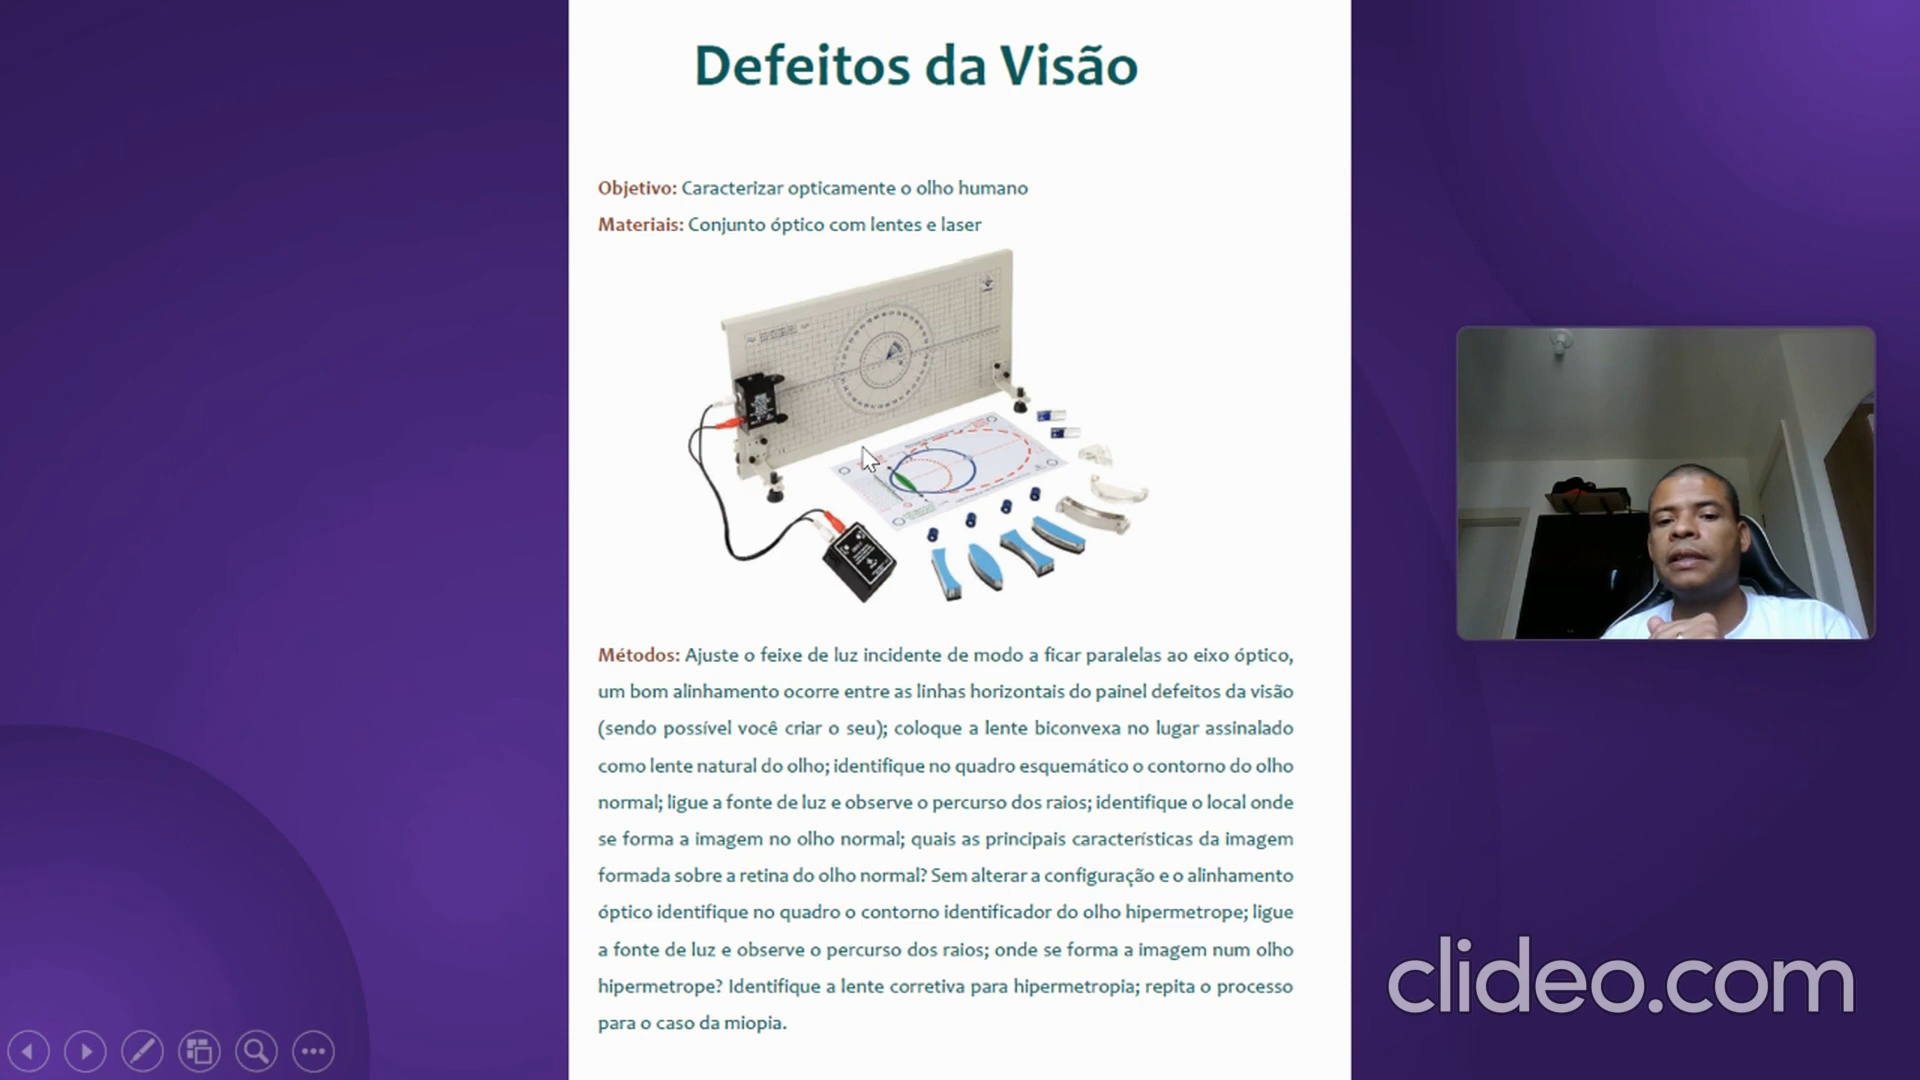 Defeitos da Visão
Objetivo: Caracterizar opticamente o olho humano
Materiais: Conjunto óptico com lentes e laser
Métodos: Ajuste o feixe de luz incidente de modo a ficar paralelas ao eixo óptico,
um bom alinhamento ocorre entre as linhas horizontais do painel defeitos da visão
(sendo possível você criar o seu); coloque a lente biconvexa no lugar assinalado
como lente natural do olho; identifique no quadro esquemático o contorno do olho
normal; ligue a fonte de luz e observe o percurso dos raios; identifique o local onde
se forma a imagem no olho normal; quais as principais características da imagem
formada sobre a retina do olho normal? Sem alterar a configuração e o alinhamento
óptico identifique no quadro o contorno identificador do olho hipermetrope; ligue
a fonte de luz e observe o percurso dos raios; onde se forma a imagem num olho
hipermetrope? Identifique a lente corretiva para hipermetropia; repita o processo
para o caso da miopia.
clideo.com